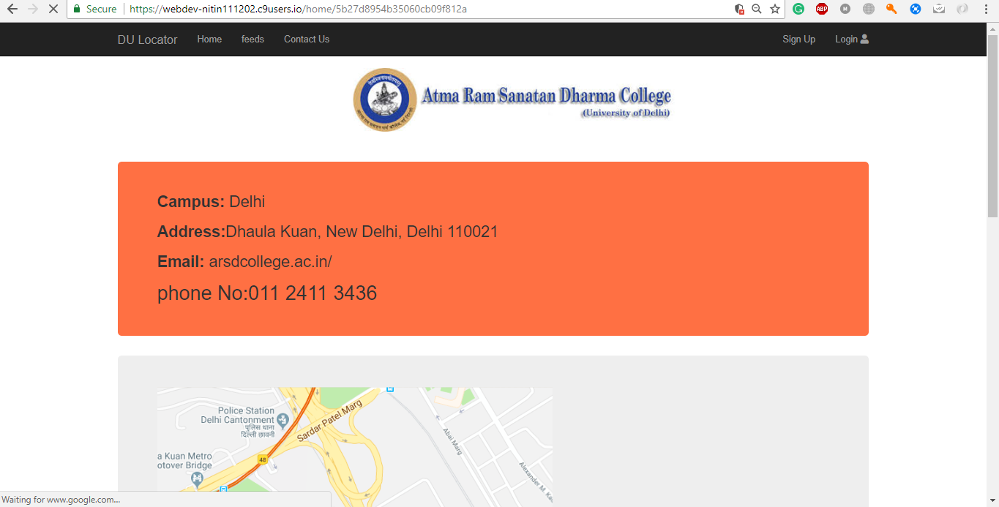 Secure https://webdev-nitin111202.c9users.io/home/5b27d8954b35060cb09f812a
ABP M
DU Locator Home feeds Contact Us Sign Up Login
Atma Ram Sanatan Dharma College
(University of Delhi)
Campus: Delhi
Address:Dhaula Kuan, New Delhi, Delhi 110021
Email: arsdcollege.ac.in/
phone No:011 2411 3436
Police Station
Delhi Cantonment
पुलिस थाना
दिल्ली छावनी
Sardar Patel Marg
Abai Marg
Alexander M. Ka
a Kuan Metro
otover Bridge
48
Waiting for www.google.com...